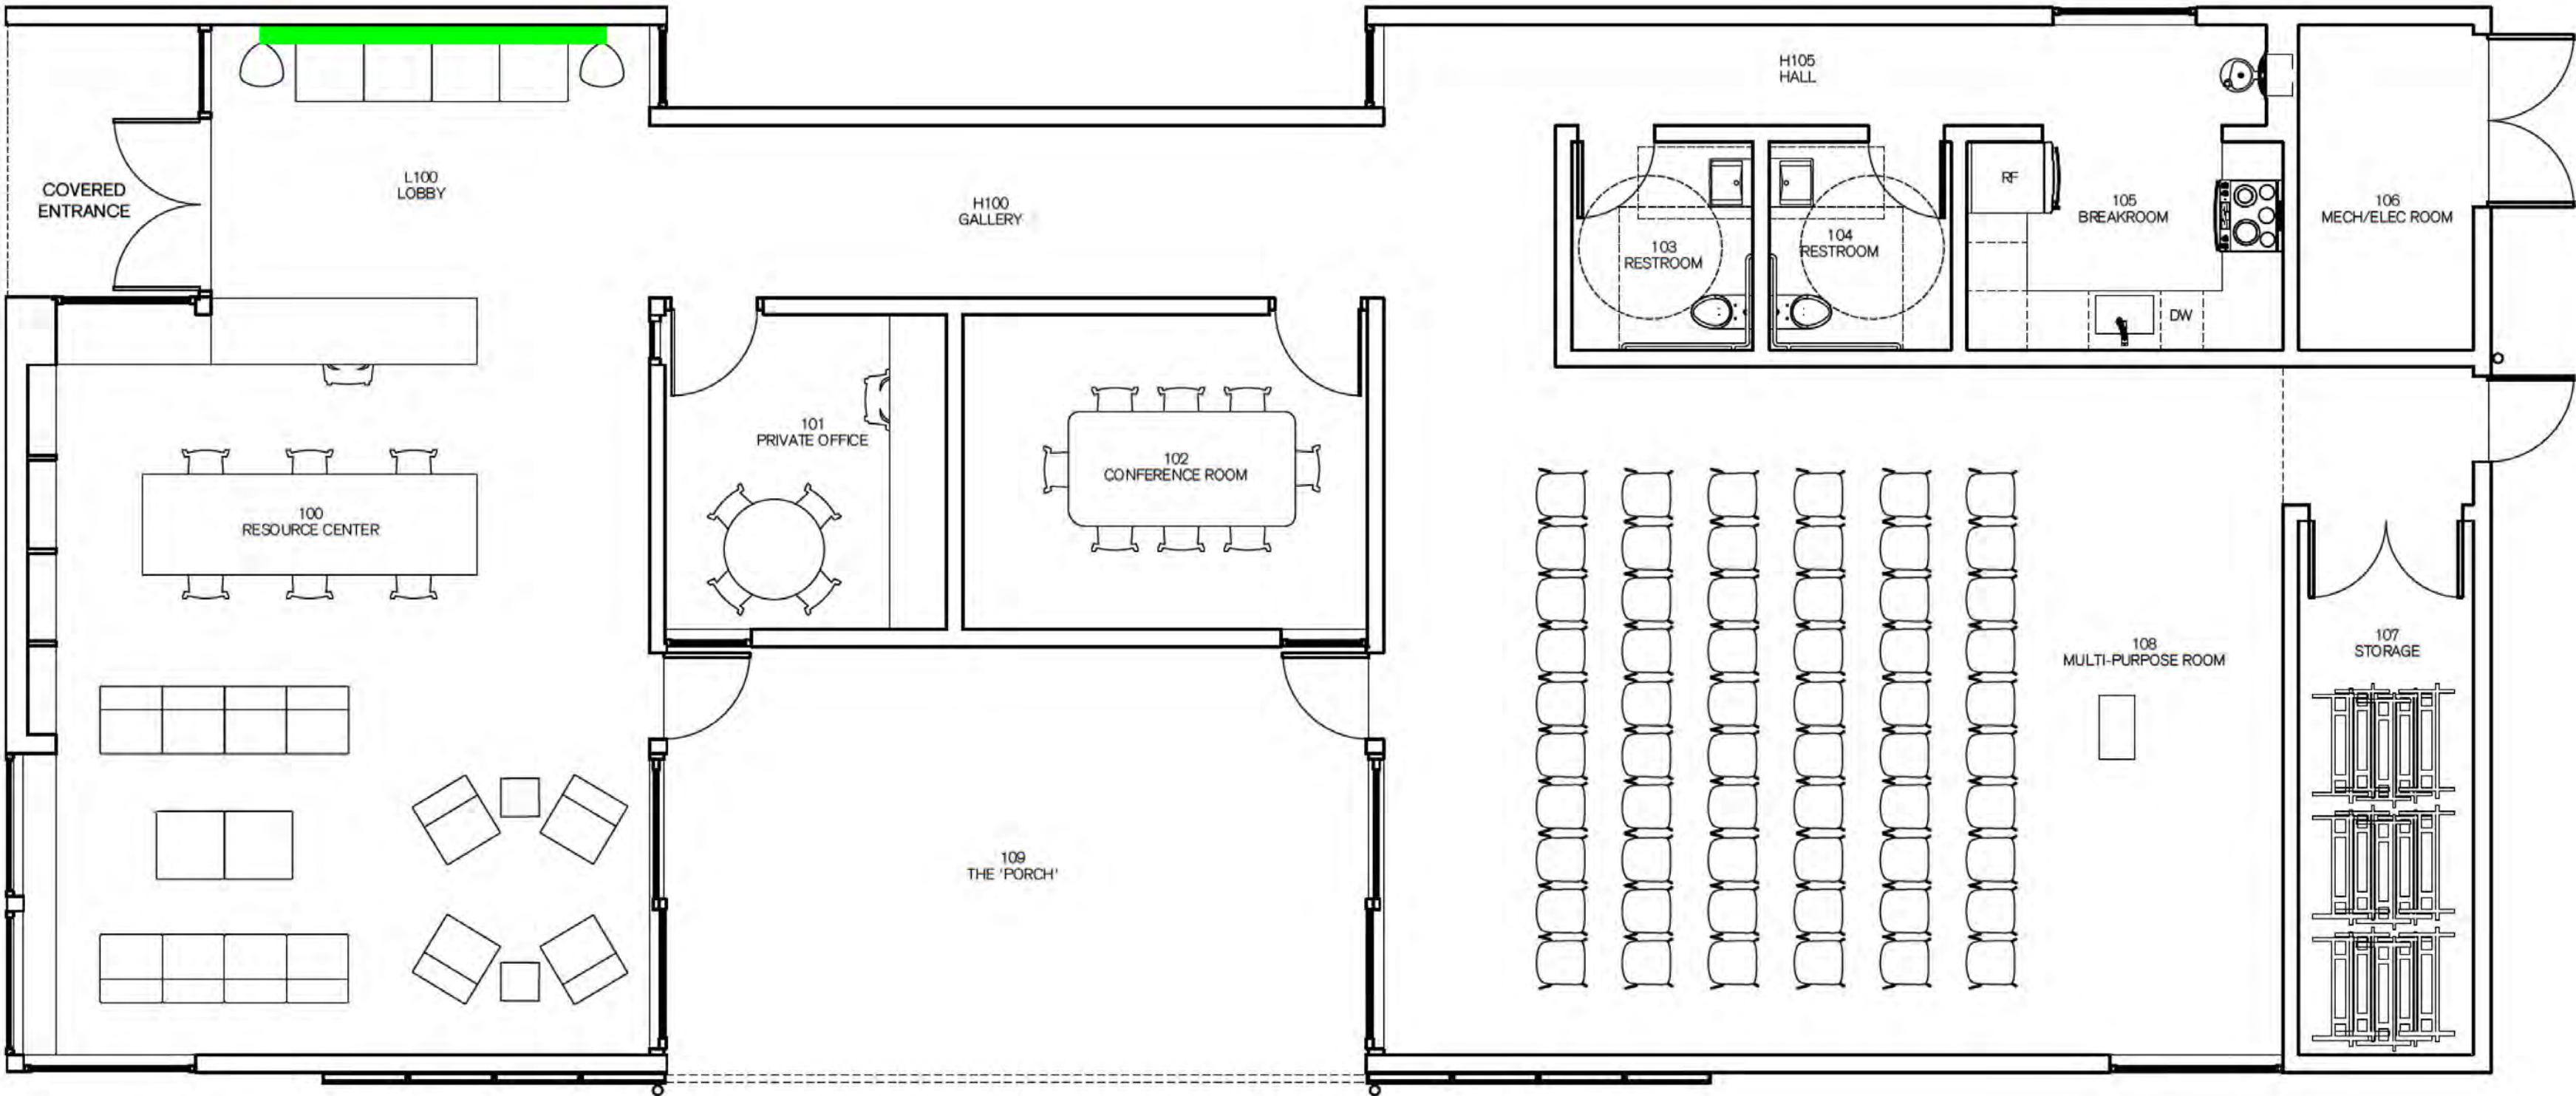 COVERED
ENTRANCE
L100
LOBBY
H100
GALLERY
H105
HALL
103
RESTROOM
104
RESTROOM
RF
105
BREAKROOM
DW
106
MECH/ELEC ROOM
100
RESOURCE CENTER
101
PRIVATE OFFICE
102
CONFERENCE ROOM
108
MULTI-PURPOSE ROOM
107
STORAGE
109
THE 'PORCH'